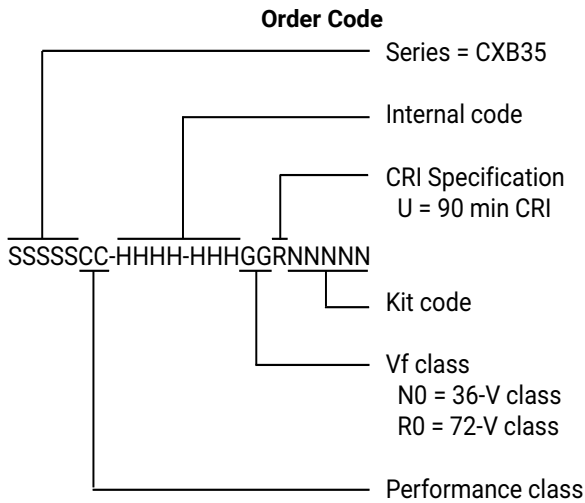 Order Code
Series = CXB35
Internal code
CRI Specification
U = 90 min CRI
SSSSSCC-HHHH-HHHGGRNNNNN
Kit code
Vf class
N0 = 36-V class
R0 = 72-V class
Performance class